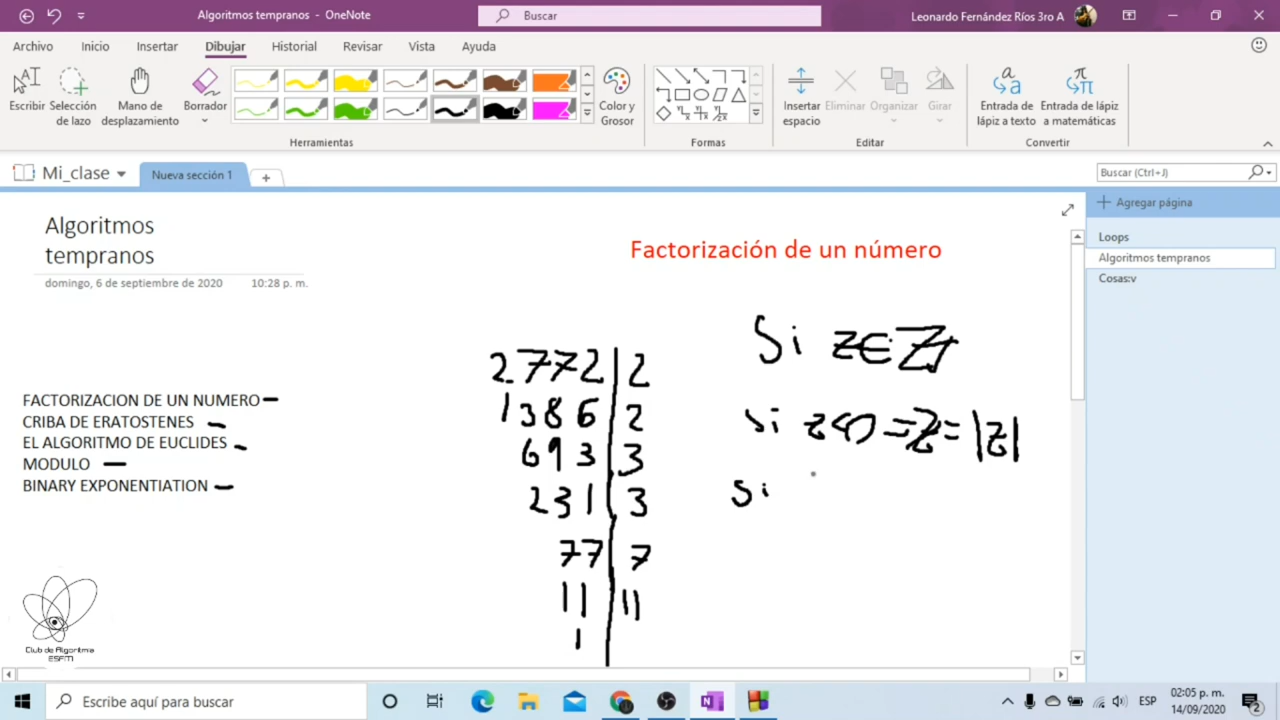 Algoritmos tempranos - OneNote
Buscar
Leonardo Fernández Ríos 3ro A
Archivo Inicio Insertar Dibujar Historial Revisar Vista Ayuda
Escribir
Selección de lazo
Mano de desplazamiento
Borrador
Color y Grosor
Insertar espacio
Eliminar
Organizar
Girar
Entrada de lápiz a texto
Entrada de lápiz a matemáticas
Herramientas
Formas
Editar
Convertir
Mi_clase
Nueva sección 1
Buscar (Ctrl+J)
Agregar página
Loops
Algoritmos tempranos
Cosas:v
Algoritmos
tempranos
domingo, 6 de septiembre de 2020 10:28 p. m.
Factorización de un número
FACTORIZACION DE UN NUMERO
CRIBA DE ERATOSTENES
EL ALGORITMO DE EUCLIDES
MODULO
BINARY EXPONENTIATION
2772 | 2
1386 | 2
693 | 3
231 | 3
77 | 7
11 | 11
1
Si z∈Z
si z<0 => z=|z|
Si
Club de Algoritmia
ESFM
Escribe aquí para buscar
ESP
02:05 p. m.
14/09/2020
2